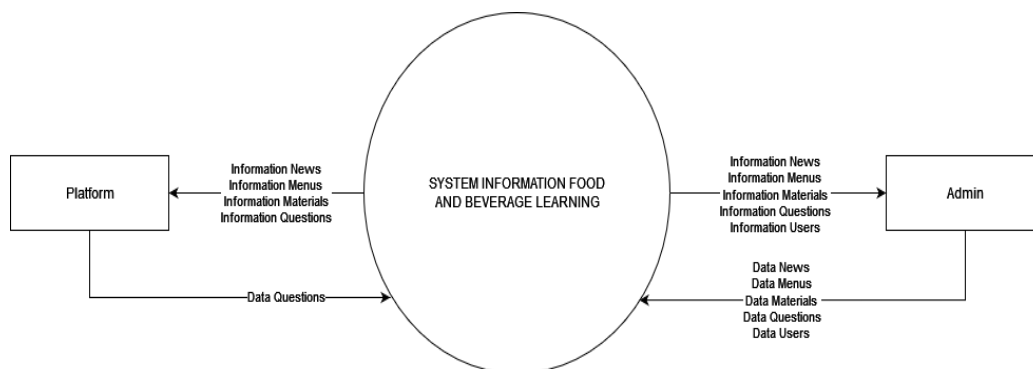 Platform
Information News
Information Menus
Information Materials
Information Questions
Data Questions
SYSTEM INFORMATION FOOD
AND BEVERAGE LEARNING
Information News
Information Menus
Information Materials
Information Questions
Information Users
Admin
Data News
Data Menus
Data Materials
Data Questions
Data Users